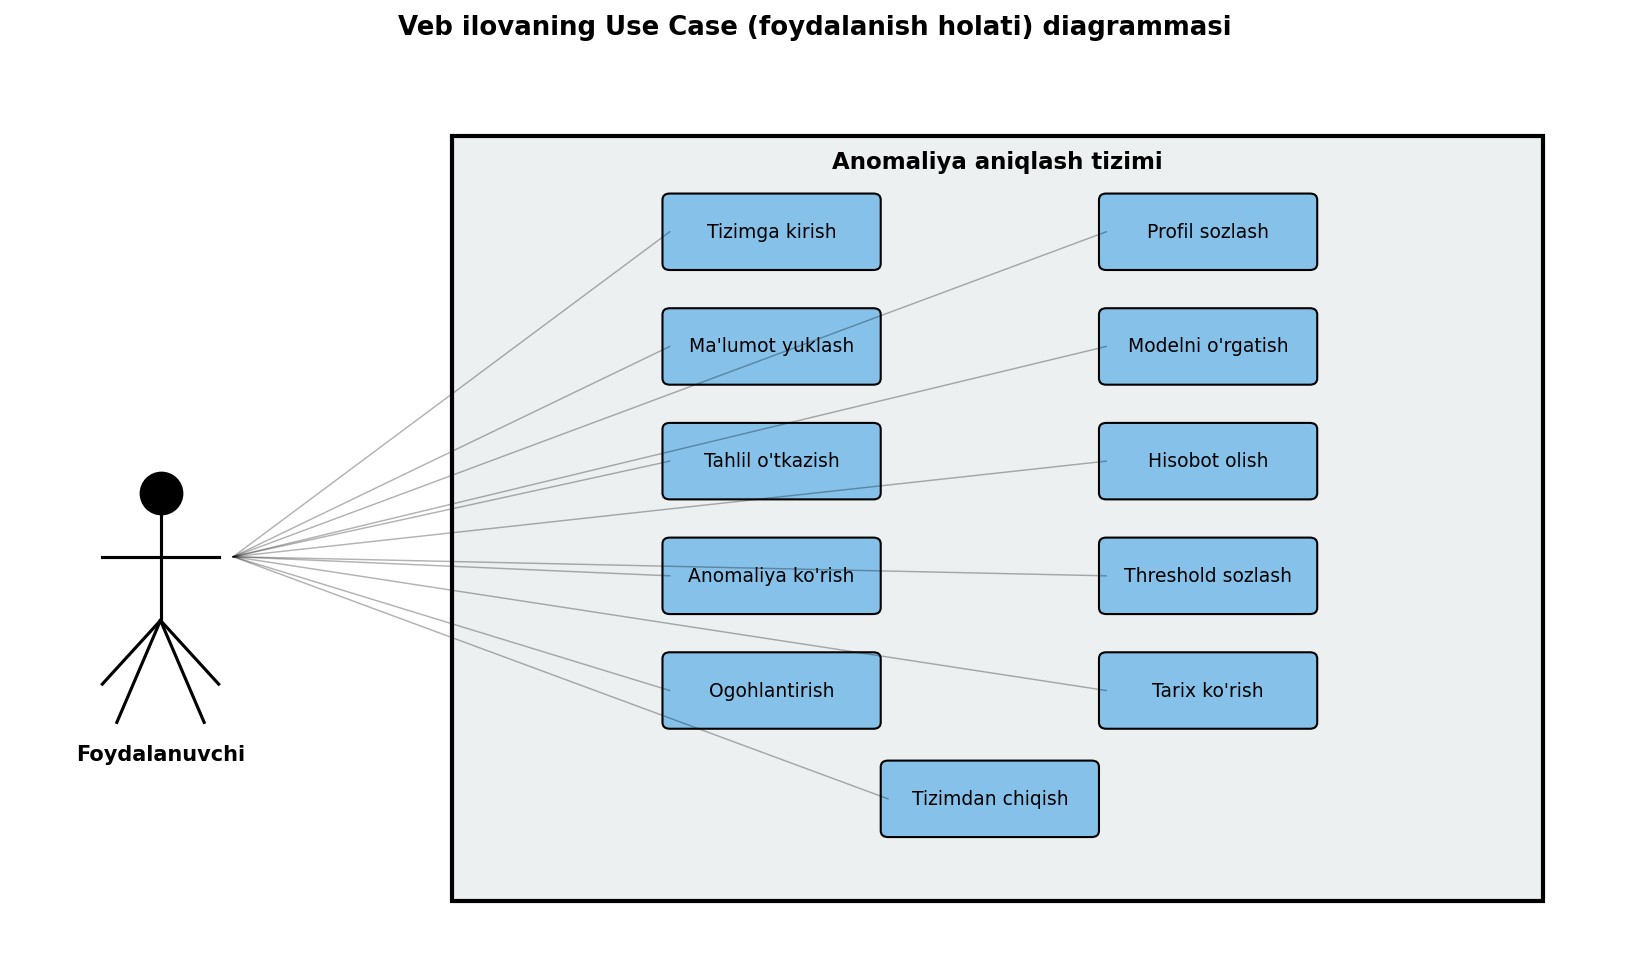 Veb ilovaning Use Case (foydalanish holati) diagrammasi
Anomaliya aniqlash tizimi
Tizimga kirish
Profil sozlash
Ma'lumot yuklash
Modelni o'rgatish
Tahlil o'tkazish
Hisobot olish
Anomaliya ko'rish
Threshold sozlash
Ogohlantirish
Tarix ko'rish
Foydalanuvchi
Tizimdan chiqish